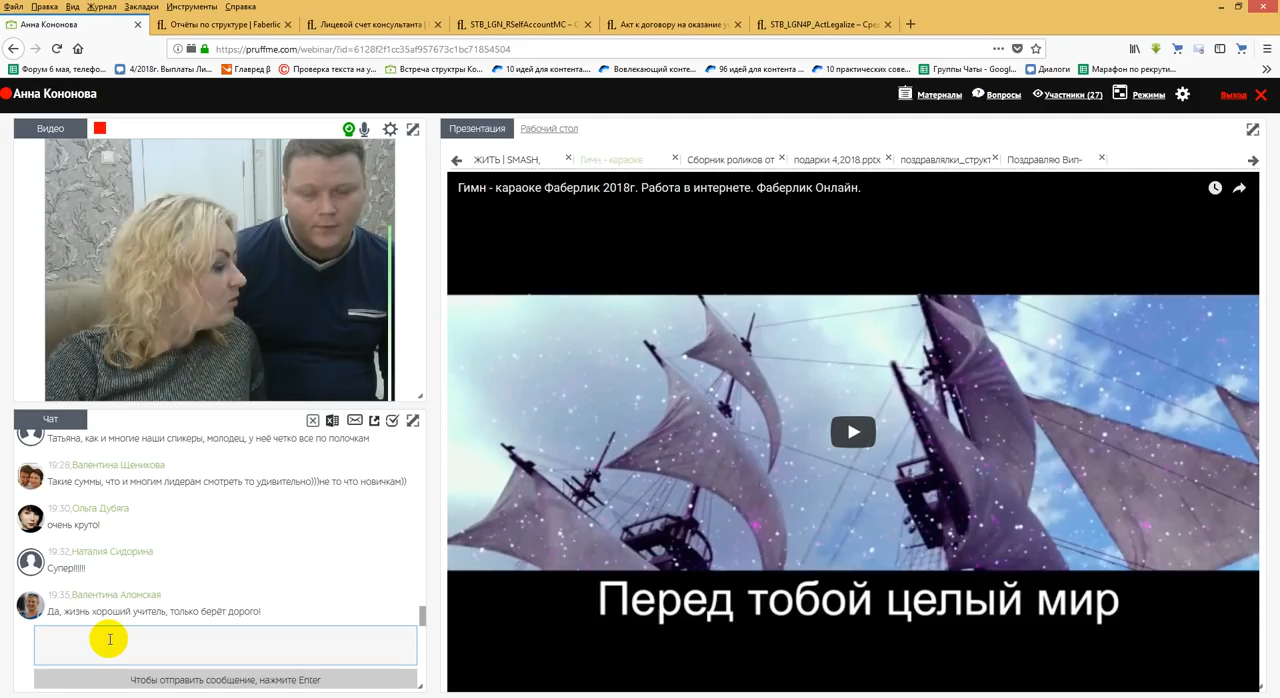 Файл Правка Вид Журнал Закладки Инструменты Справка
Анна Кононова
Отчёты по структуре | Faberlic
Лицевой счет консультанта |
STB_LGN_RSelfAccountMC – С
Акт к договору на оказание у
STB_LGN4P_ActLegalize – Сре
https://pruffme.com/webinar/?id=6128f2f1cc35af957673c1bc71854504
Форум 6 мая, телефо...
4/2018г. Выплаты Ли...
Главред β
Проверка текста на у...
Встреча структры Ко...
10 идей для контента....
Вовлекающий конте...
96 идей для контента ...
10 практических сове...
Группы Чаты - Googl...
Диалоги
Марафон по рекрути...
Анна Кононова
Материалы
Вопросы
Участники (27)
Режимы
Выход
Видео
Презентация Рабочий стол
ЖИТЬ | SMASH,
Гимн - караоке
Сборник роликов от
подарки 4,2018.pptx
поздравлялки_структ
Поздравляю Вип-
Гимн - караоке Фаберлик 2018г. Работа в интернете. Фаберлик Онлайн.
Перед тобой целый мир
Чат
Татьяна, как и многие наши спикеры, молодец, у неё четко все по полочкам
19:28,Валентина Щеникова
Такие суммы, что и многим лидерам смотреть то удивительно)))не то что новичкам))
19:30,Ольга Дубяга
очень круто!
19:32,Наталия Сидорина
Супер!!!!!!
19:35,Валентина Аломская
Да, жизнь хороший учитель, только берёт дорого!
Чтобы отправить сообщение, нажмите Enter